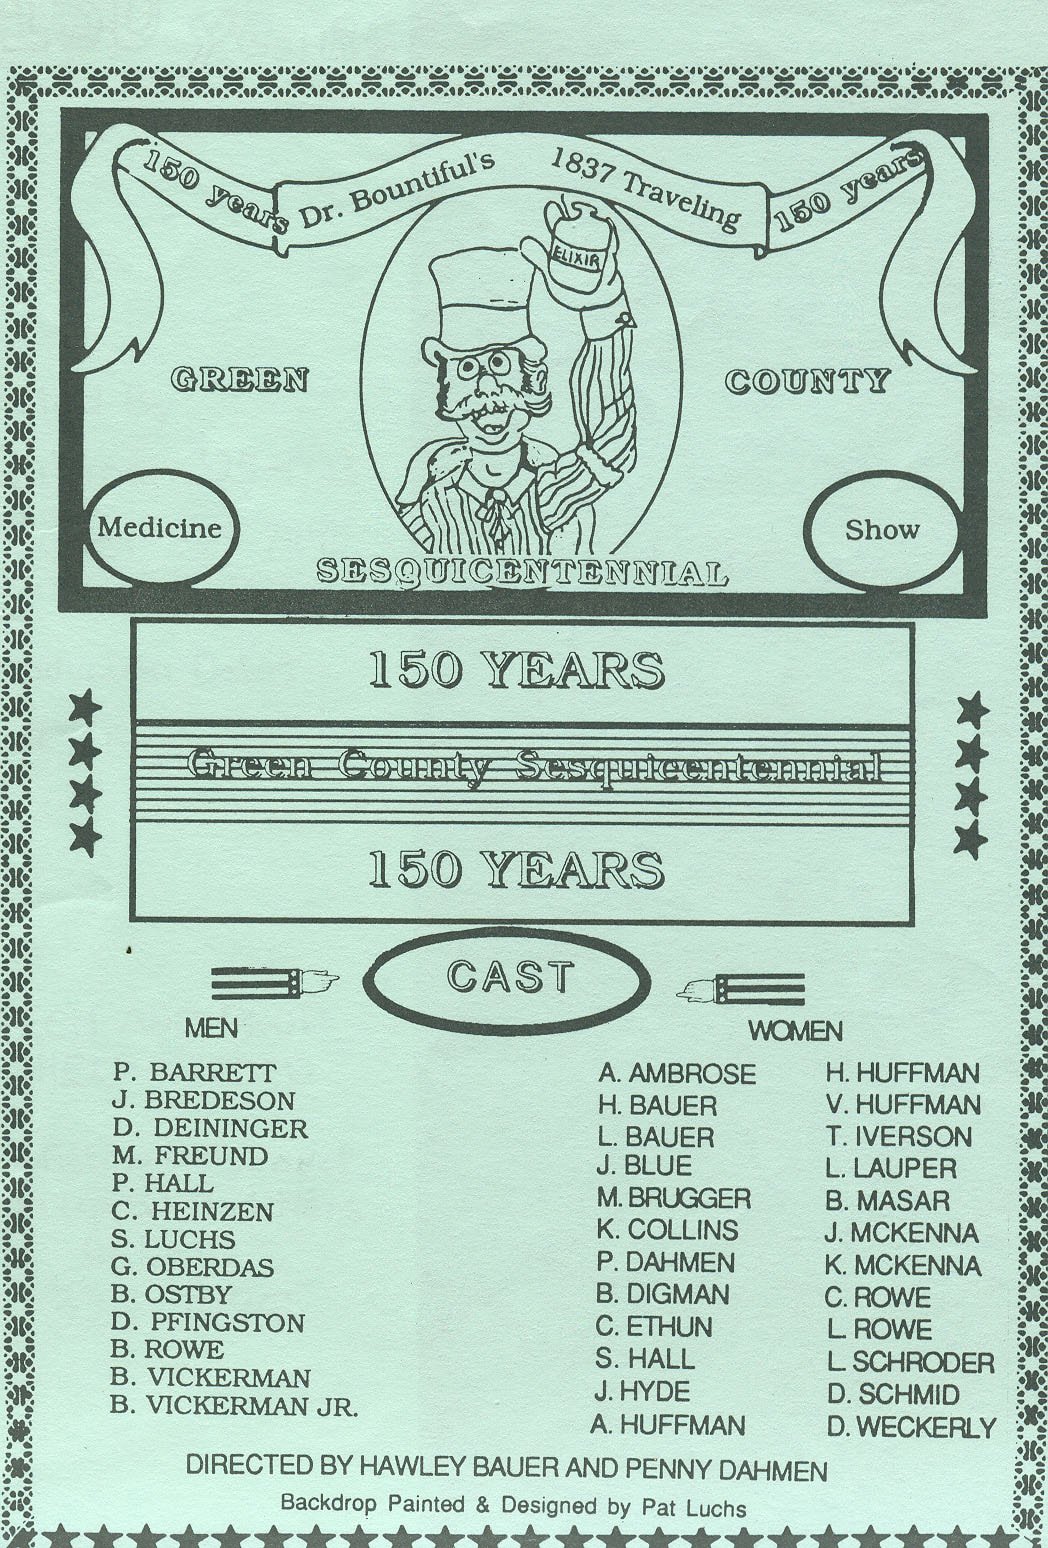 150 years Dr. Bountiful's 1837 Traveling 150 years
ELIXIR
GREEN COUNTY
Medicine Show
SESQUICENTENNIAL
150 YEARS
Green County Sesquicentennial
150 YEARS
CAST
MEN
P. BARRETT
J. BREDESON
D. DEININGER
M. FREUND
P. HALL
C. HEINZEN
S. LUCHS
G. OBERDAS
B. OSTBY
D. PFINGSTON
B. ROWE
B. VICKERMAN
B. VICKERMAN JR.
WOMEN
A. AMBROSE
H. BAUER
L. BAUER
J. BLUE
M. BRUGGER
K. COLLINS
P. DAHMEN
B. DIGMAN
C. ETHUN
S. HALL
J. HYDE
A. HUFFMAN
H. HUFFMAN
V. HUFFMAN
T. IVERSON
L. LAUPER
B. MASAR
J. MCKENNA
K. MCKENNA
C. ROWE
L. ROWE
L. SCHRODER
D. SCHMID
D. WECKERLY
DIRECTED BY HAWLEY BAUER AND PENNY DAHMEN
Backdrop Painted & Designed by Pat Luchs